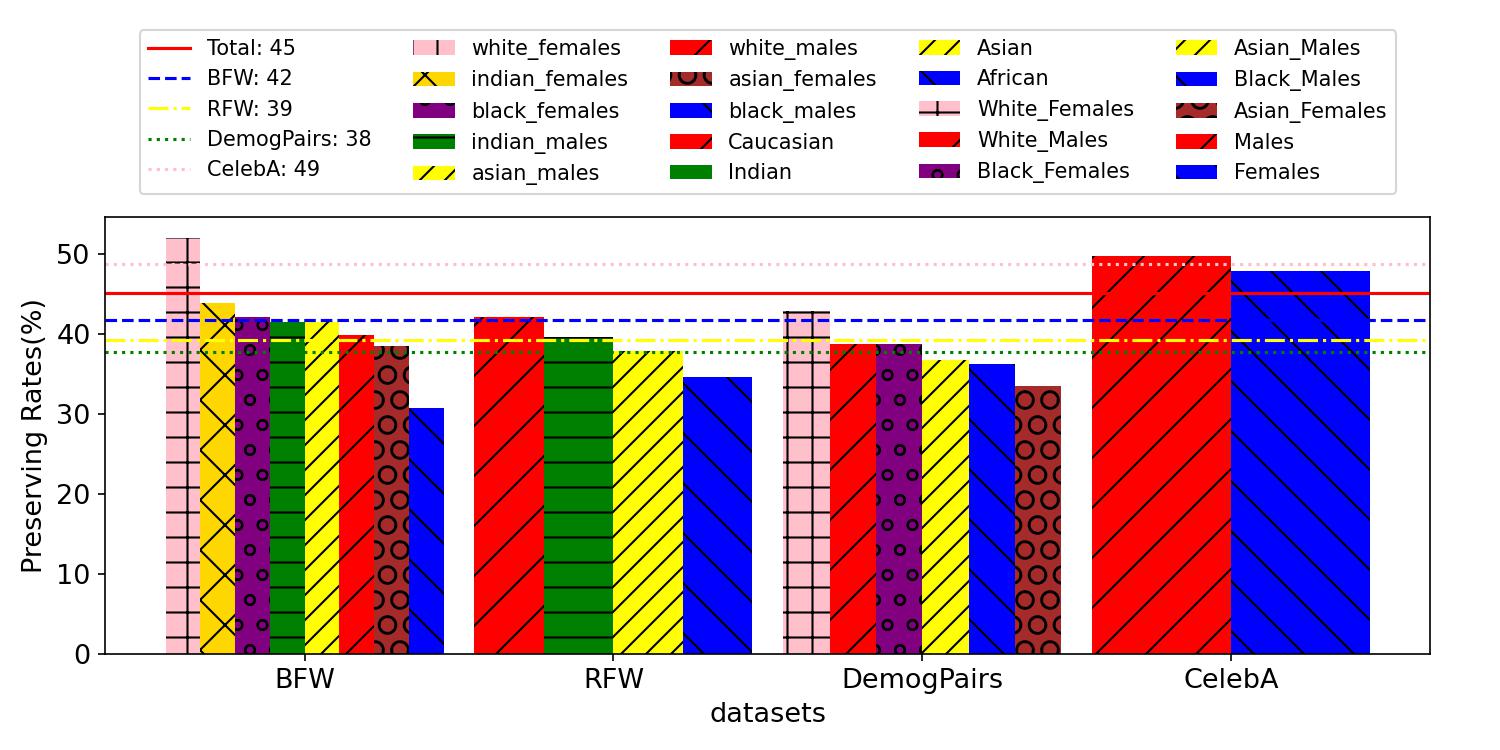 Total: 45
BFW: 42
RFW: 39
DemogPairs: 38
CelebA: 49
white_females
indian_females
black_females
indian_males
asian_males
white_males
asian_females
black_males
Caucasian
Indian
Asian
African
White_Females
White_Males
Black_Females
Asian_Males
Black_Males
Asian_Females
Males
Females
Preserving Rates(%)
50
40
30
20
10
0
BFW RFW DemogPairs CelebA
datasets